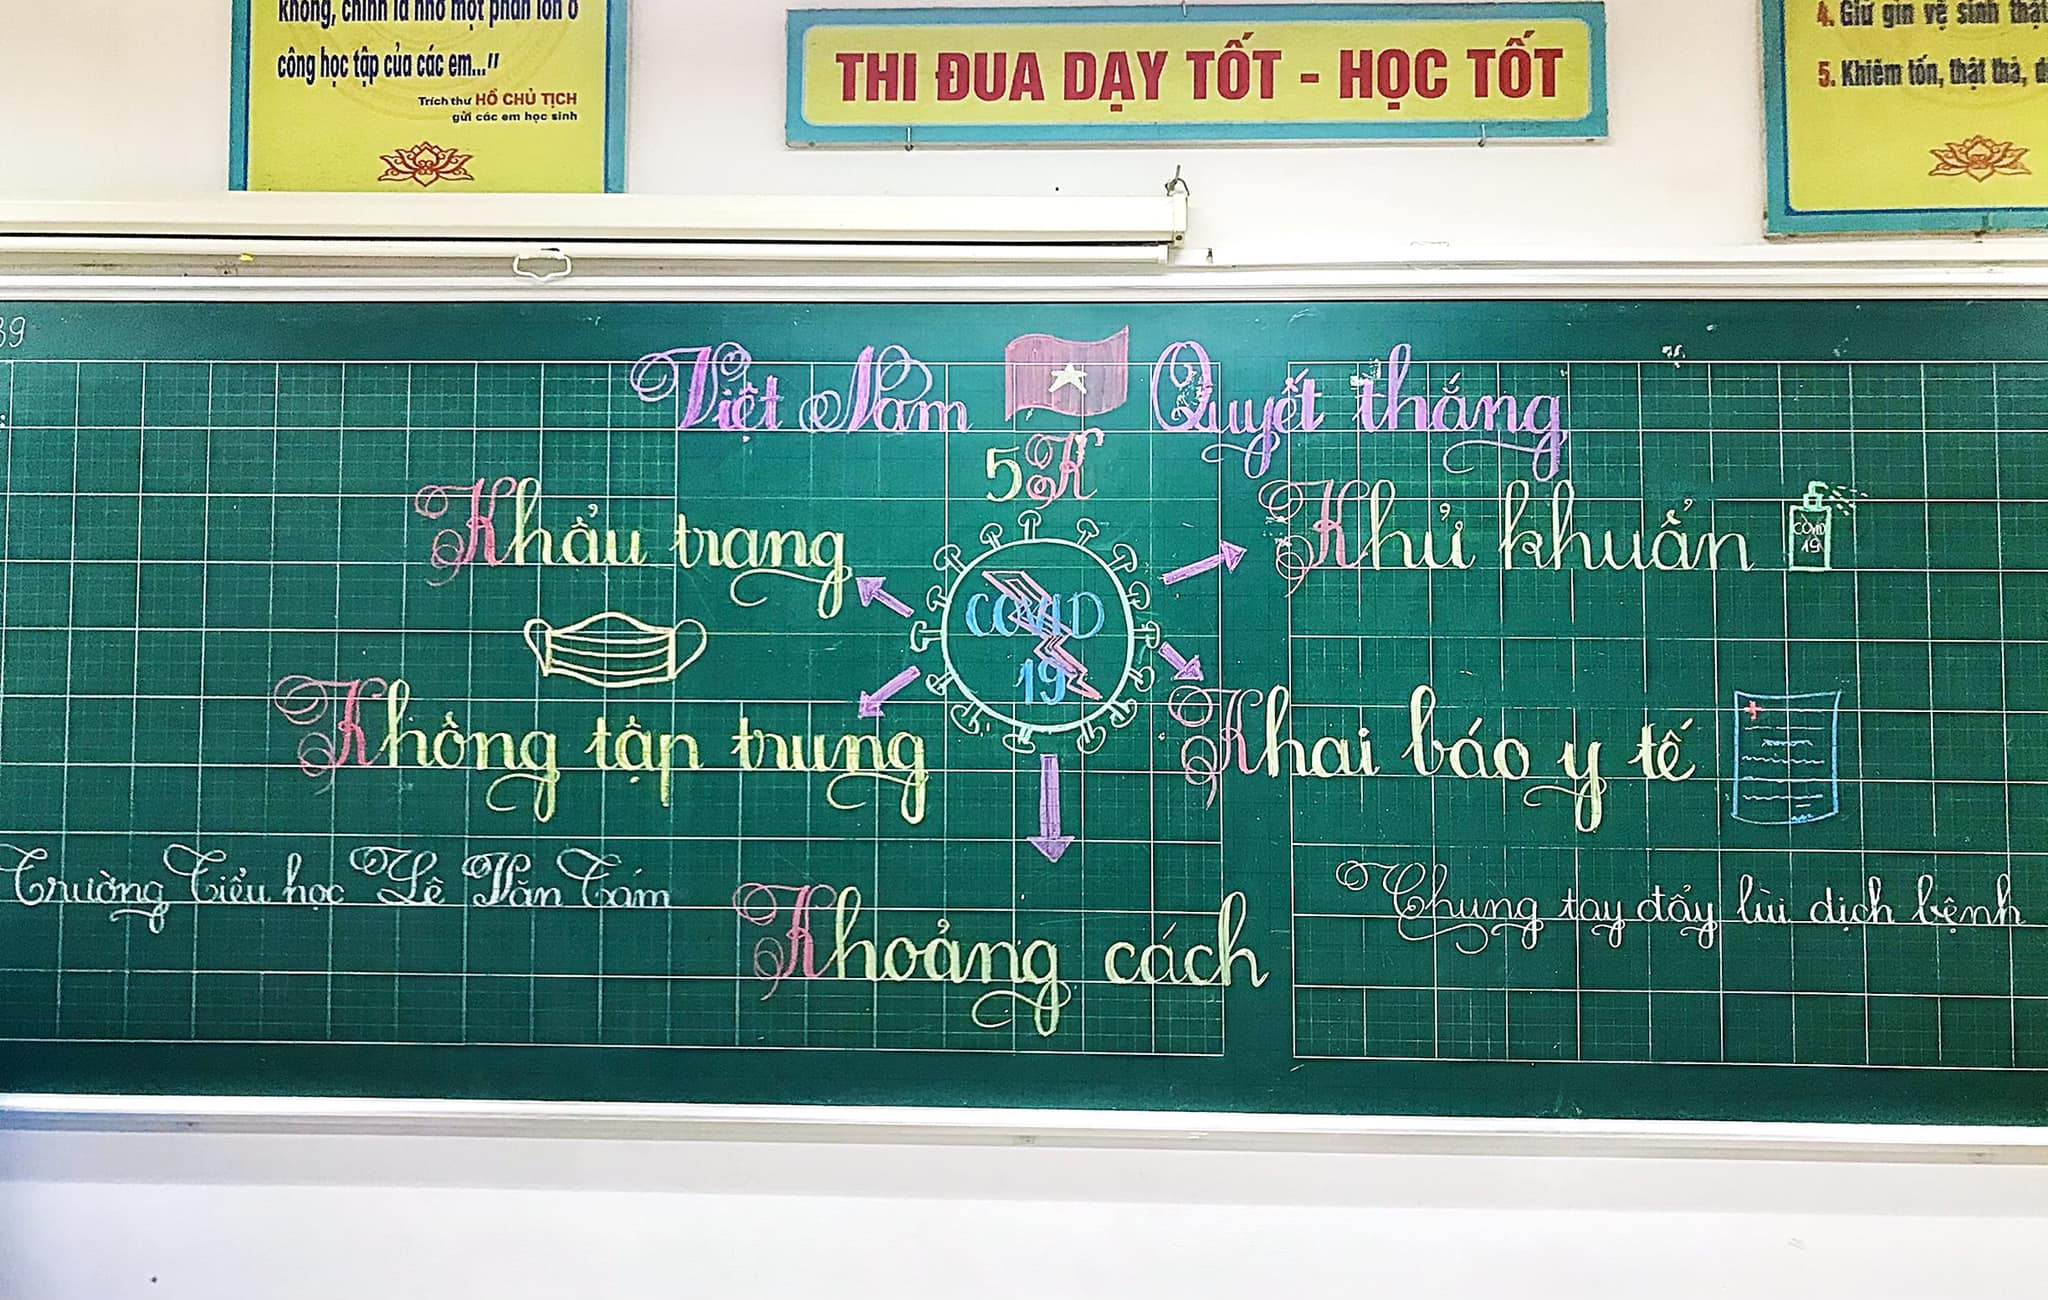 không, chính là nhờ một phần lớn ở
công học tập của các em..."
Trích thư HỒ CHỦ TỊCH
gửi các em học sinh
THI ĐUA DẠY TỐT - HỌC TỐT
4. Giữ gìn vệ sinh thật
5. Khiêm tốn, thật thà,
39
Việt Nam Quyết thắng
5K
Khẩu trang
Khử khuẩn
COVID
19
COVID
19
Không tập trung
Khai báo y tế
Trường Tiểu học Lê Văn Tám
Chung tay đẩy lùi dịch bệnh
Khoảng cách